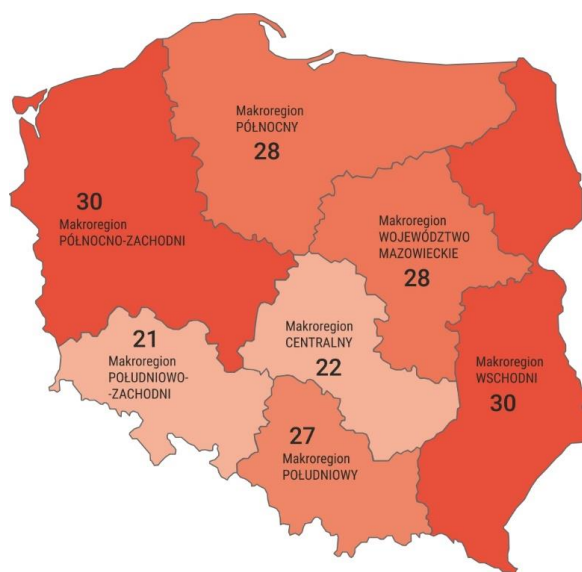 Makroregion
PÓŁNOCNY
28
30
Makroregion
PÓŁNOCNO-ZACHODNI
Makroregion
WOJEWÓDZTWO
MAZOWIECKIE
28
21
Makroregion
POŁUDNIOWO-
-ZACHODNI
Makroregion
CENTRALNY
22
Makroregion
WSCHODNI
30
27
Makroregion
POŁUDNIOWY